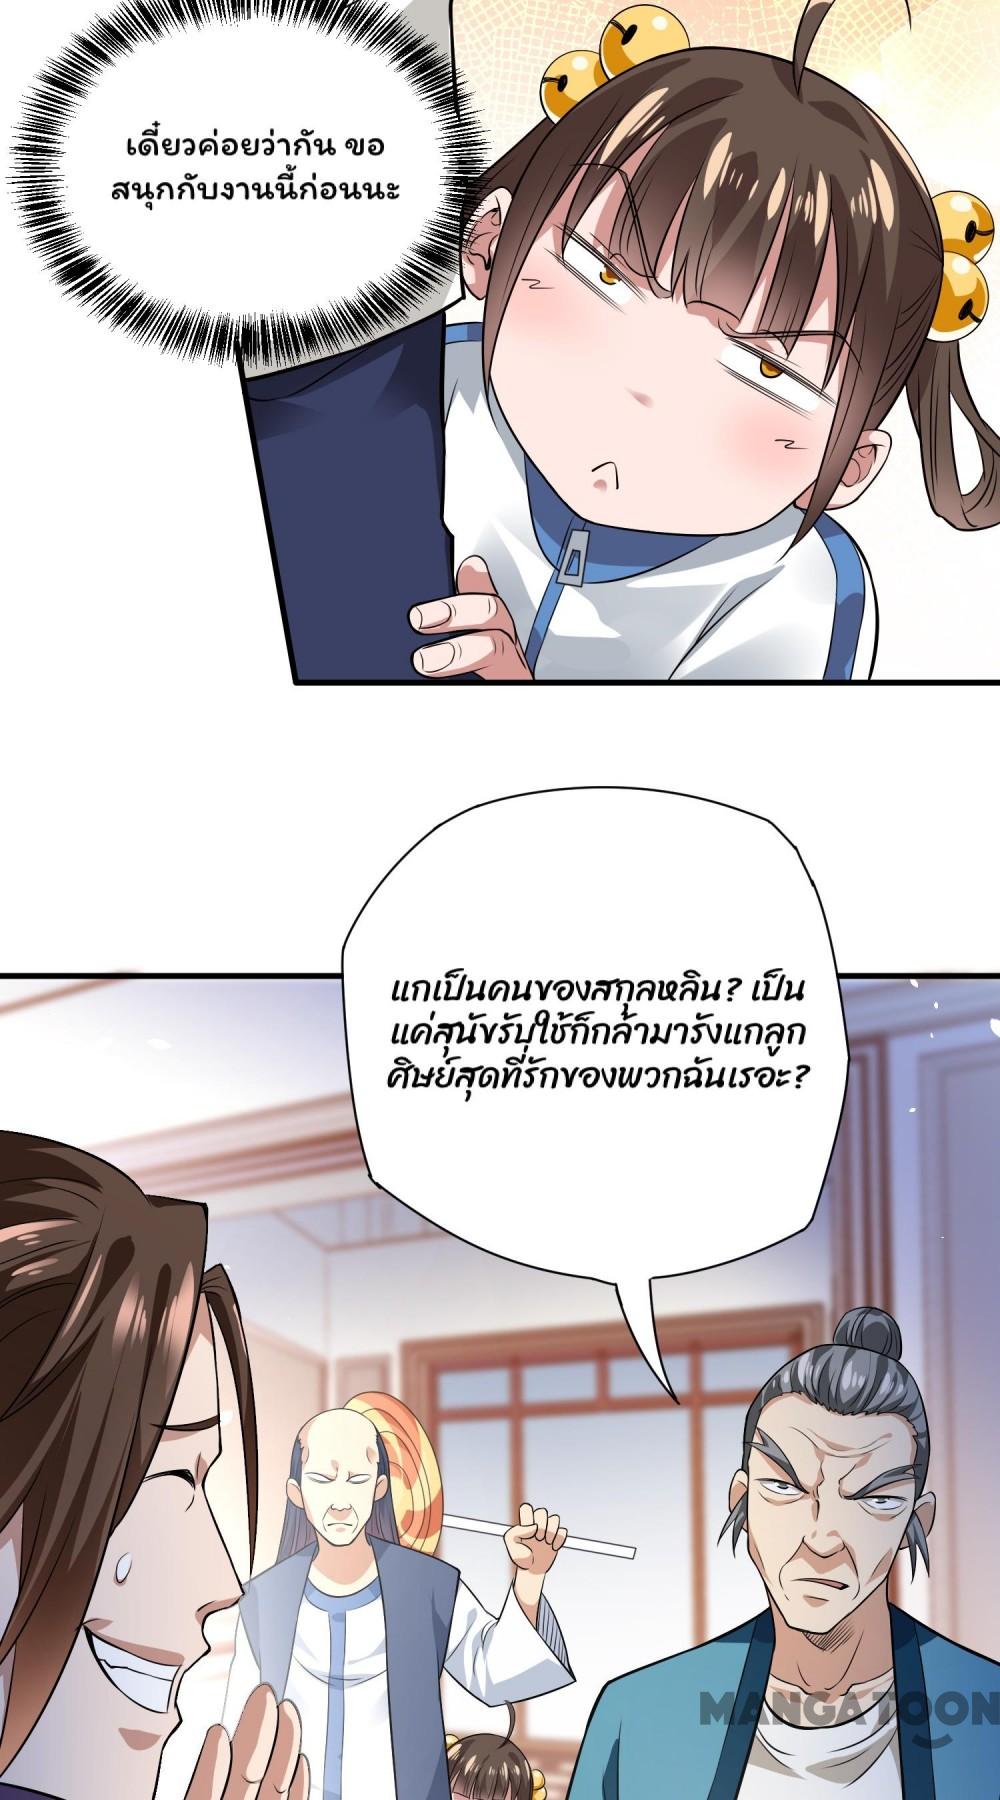 เดี๋ยวค่อยว่ากัน ขอ
สนุกกับงานนี้ก่อนนะ
แกเป็นคนของสกุลหลิน? เป็น
แค่สุนัขรับใช้ก็กล้ามารังแกลูก
ศิษย์สุดที่รักของพวกฉันเรอะ?
MANGATOON